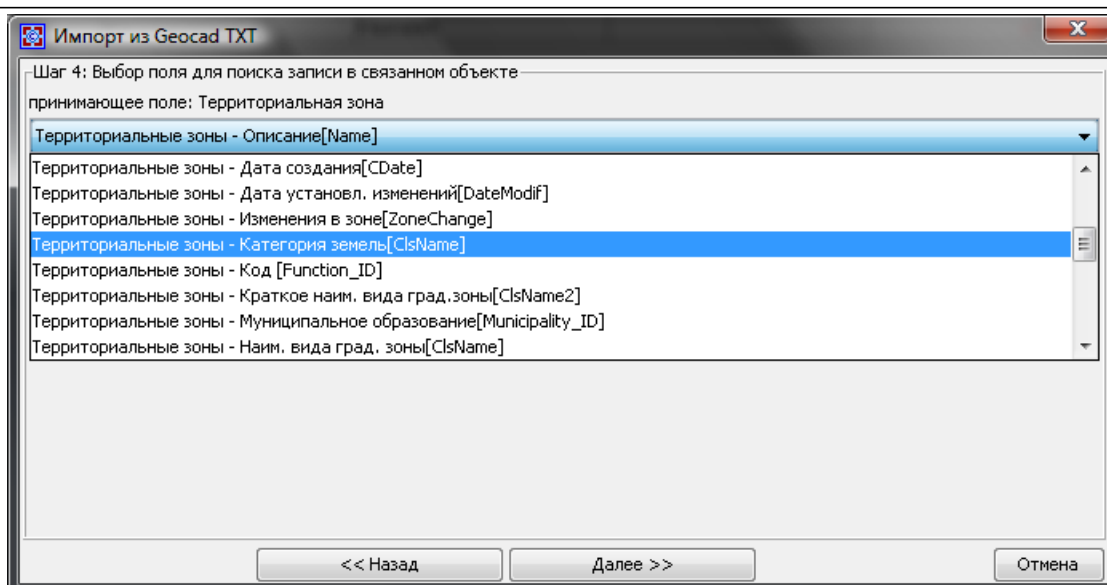 Импорт из Geocad TXT
Шаг 4: Выбор поля для поиска записи в связанном объекте
принимающее поле: Территориальная зона
Территориальные зоны - Описание[Name]
Территориальные зоны - Дата создания[CDate]
Территориальные зоны - Дата установл. изменений[DateModif]
Территориальные зоны - Изменения в зоне[ZoneChange]
Территориальные зоны - Категория земель[ClsName]
Территориальные зоны - Код [Function_ID]
Территориальные зоны - Краткое наим. вида град.зоны[ClsName2]
Территориальные зоны - Муниципальное образование[Municipality_ID]
Территориальные зоны - Наим. вида град. зоны[ClsName]
<< Назад Далее >> Отмена